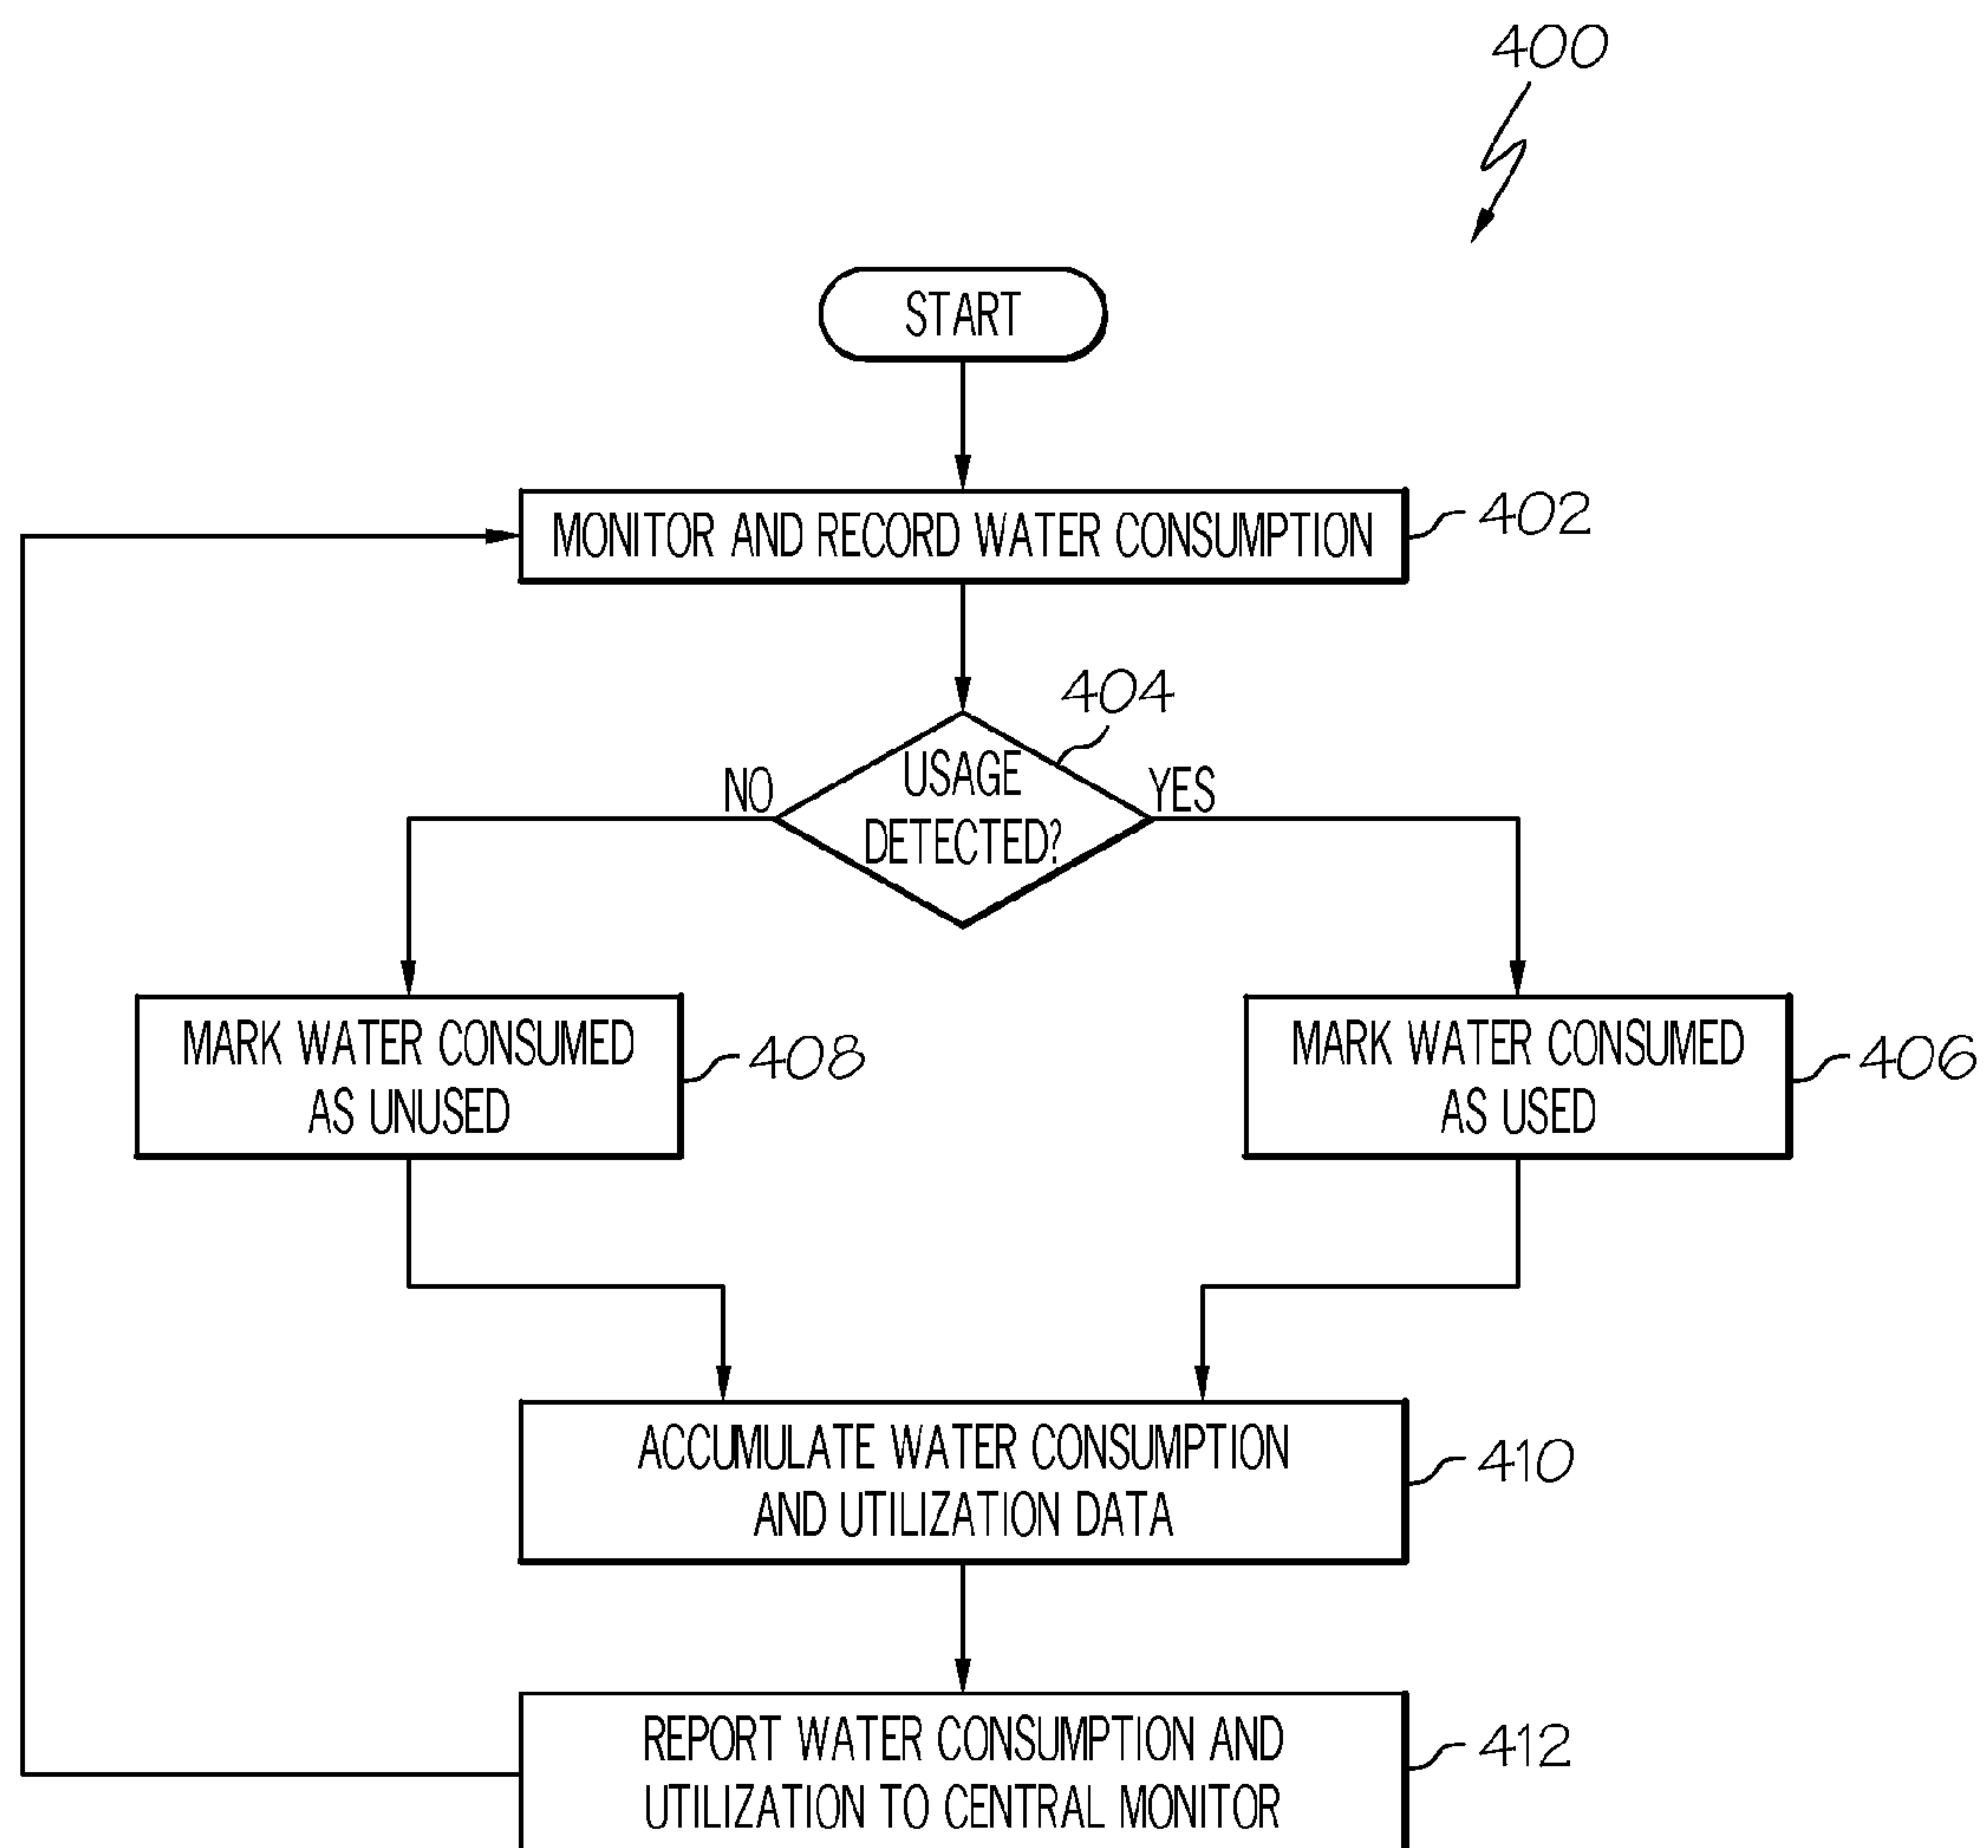 400
START
MONITOR AND RECORD WATER CONSUMPTION
402
404
USAGE
DETECTED?
NO
YES
MARK WATER CONSUMED
AS UNUSED
408
MARK WATER CONSUMED
AS USED
406
ACCUMULATE WATER CONSUMPTION
AND UTILIZATION DATA
410
REPORT WATER CONSUMPTION AND
UTILIZATION TO CENTRAL MONITOR
412